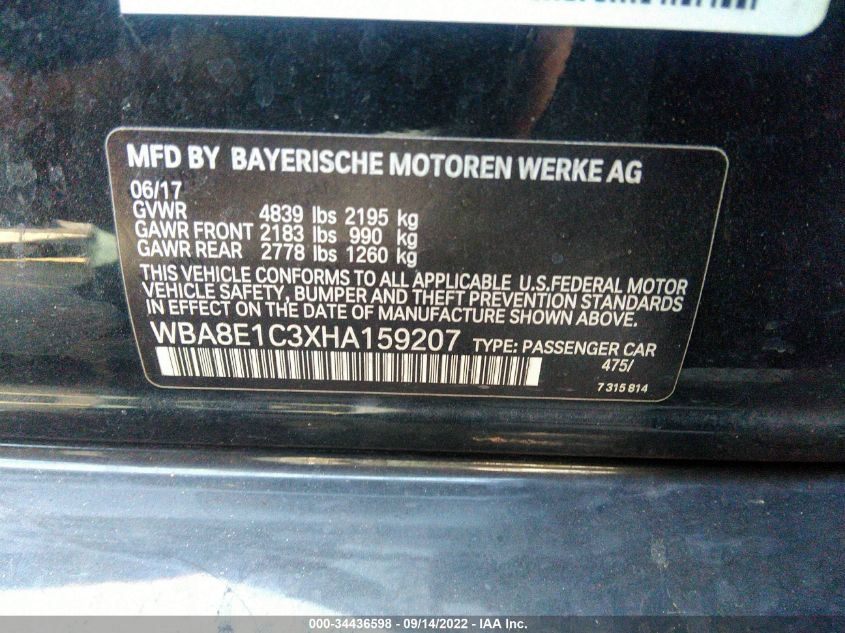 MFD BY BAYERISCHE MOTOREN WERKE AG
06/17
GVWR 4839 lbs 2195 kg
GAWR FRONT 2183 lbs 990 kg
GAWR REAR 2778 lbs 1260 kg
THIS VEHICLE CONFORMS TO ALL APPLICABLE U.S.FEDERAL MOTOR
VEHICLE SAFETY, BUMPER AND THEFT PREVENTION STANDARDS
IN EFFECT ON THE DATE OF MANUFACTURE SHOWN ABOVE.
WBA8E1C3XHA159207 TYPE: PASSENGER CAR
475/
7 315 814
000-34436598 - 09/14/2022 - IAA Inc.